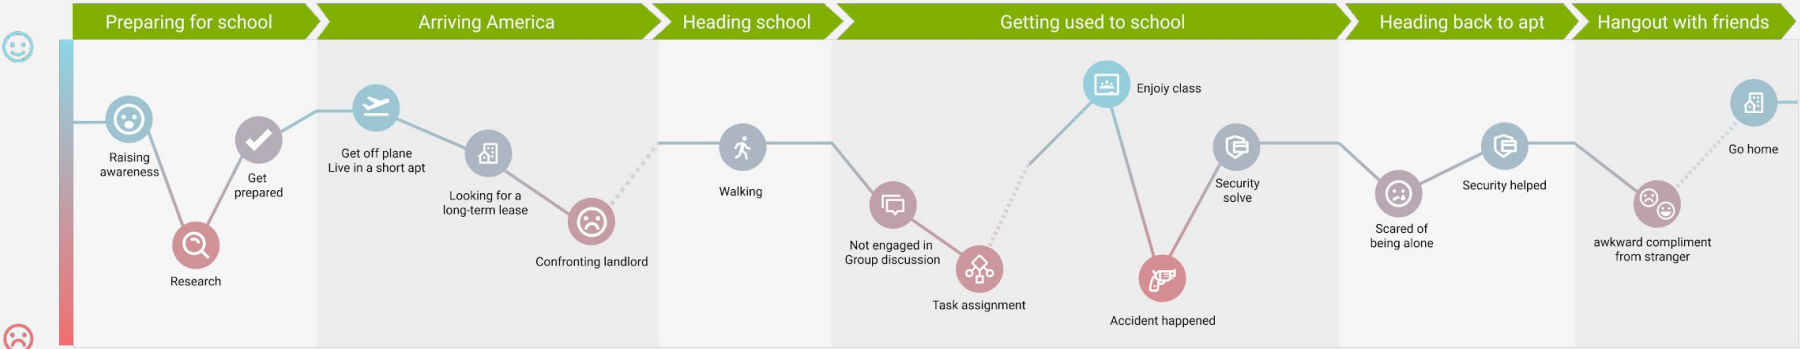 Preparing for school
Arriving America
Heading school
Getting used to school
Heading back to apt
Hangout with friends
Raising
awareness
Research
Get
prepared
Get off plane
Live in a short apt
Looking for a
long-term lease
Confronting landlord
Walking
Not engaged in
Group discussion
Task assignment
Enjoiy class
Accident happened
Security
solve
Scared of
being alone
Security helped
awkward compliment
from stranger
Go home